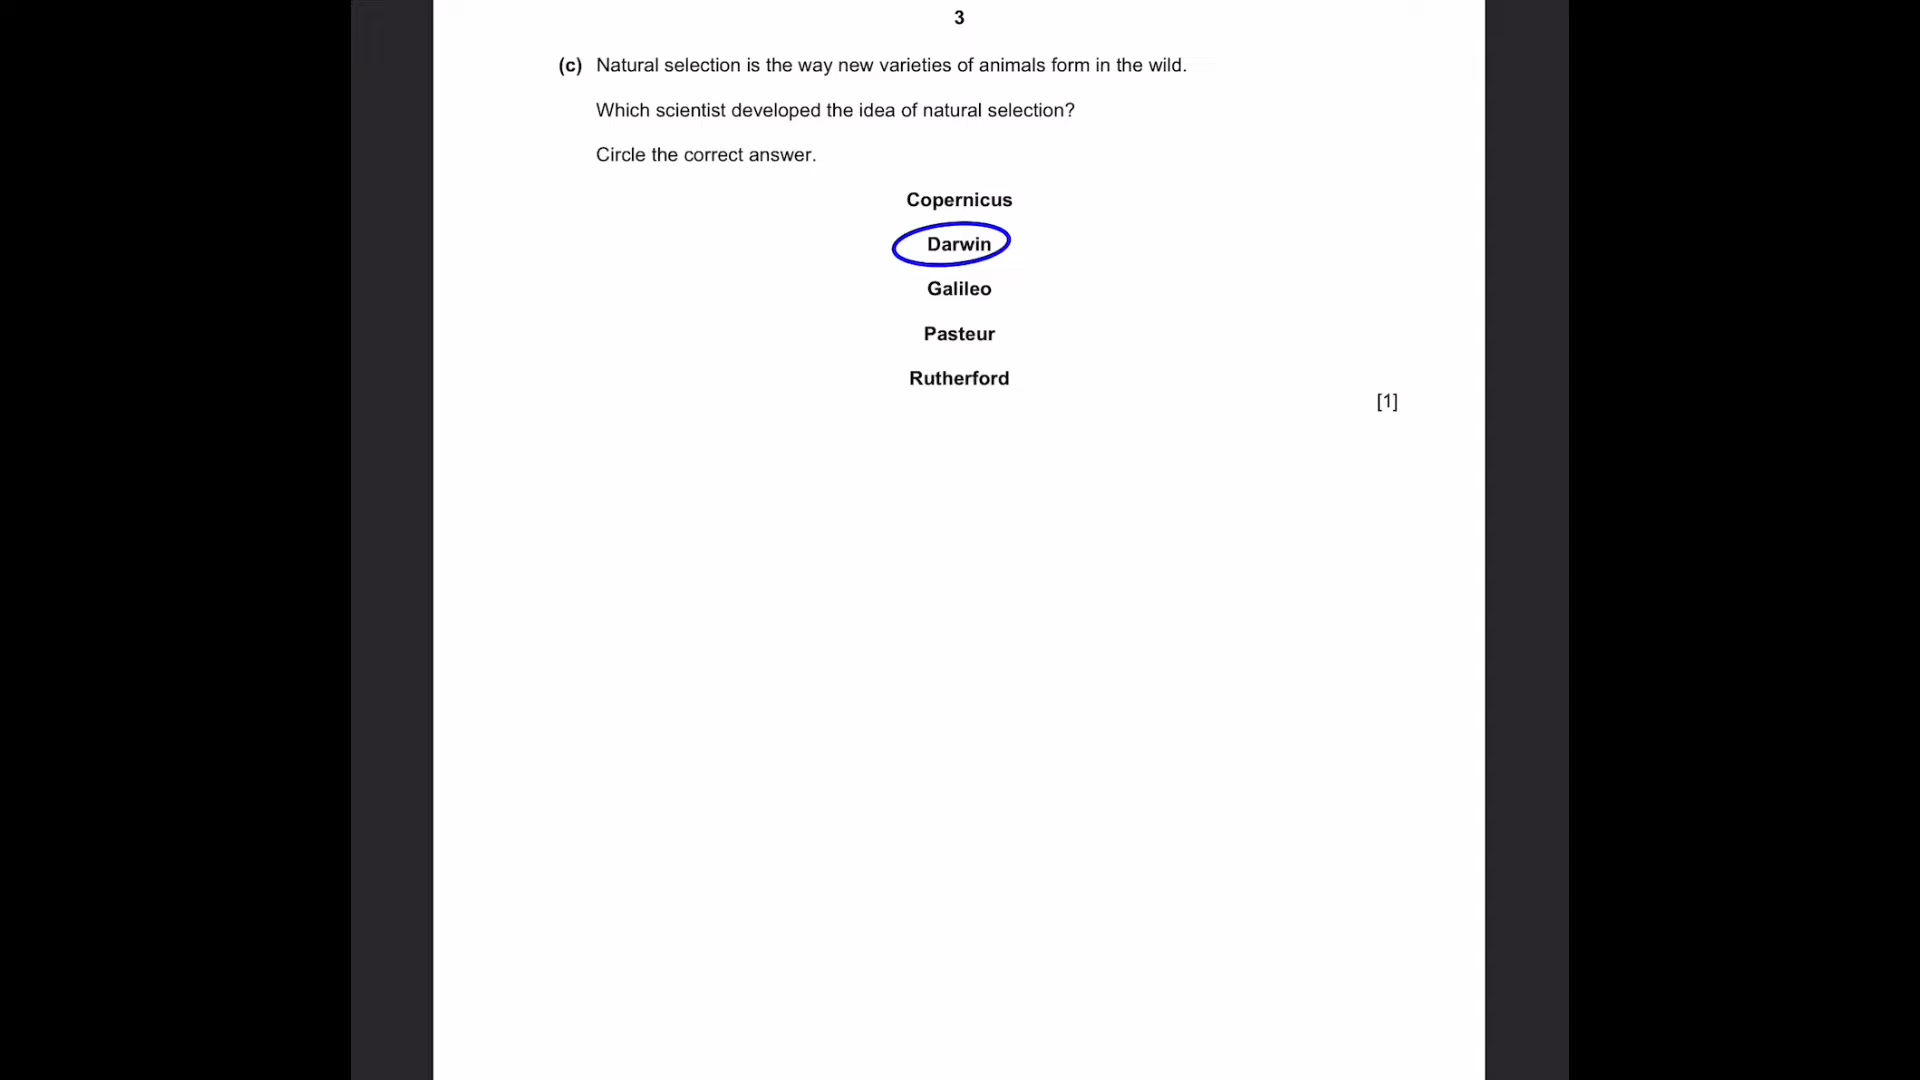 3
(c) Natural selection is the way new varieties of animals form in the wild.
Which scientist developed the idea of natural selection?
Circle the correct answer.
Copernicus
Darwin
Galileo
Pasteur
Rutherford
[1]